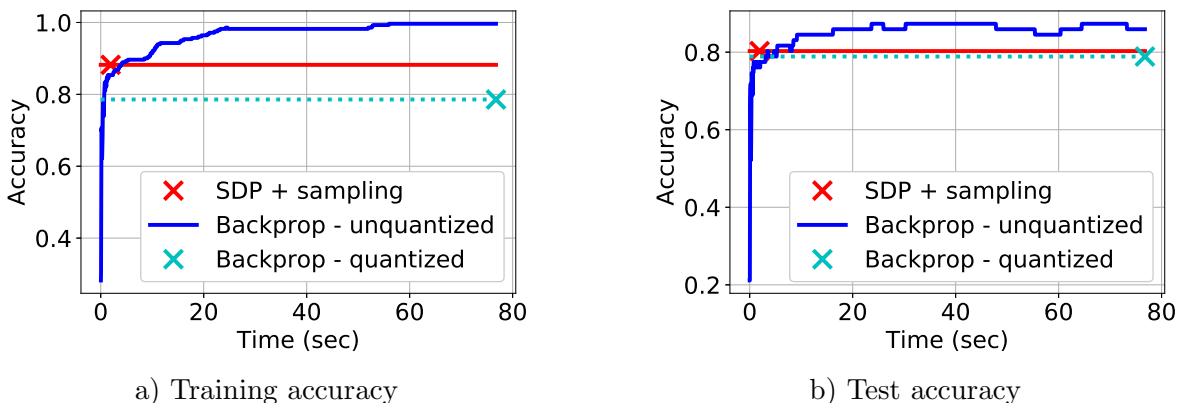 1.0
0.8
0.6
0.4
Accuracy
0 20 40 60 80
Time (sec)
SDP + sampling
Backprop - unquantized
Backprop - quantized
a) Training accuracy
0.8
0.6
0.4
0.2
Accuracy
0 20 40 60 80
Time (sec)
SDP + sampling
Backprop - unquantized
Backprop - quantized
b) Test accuracy